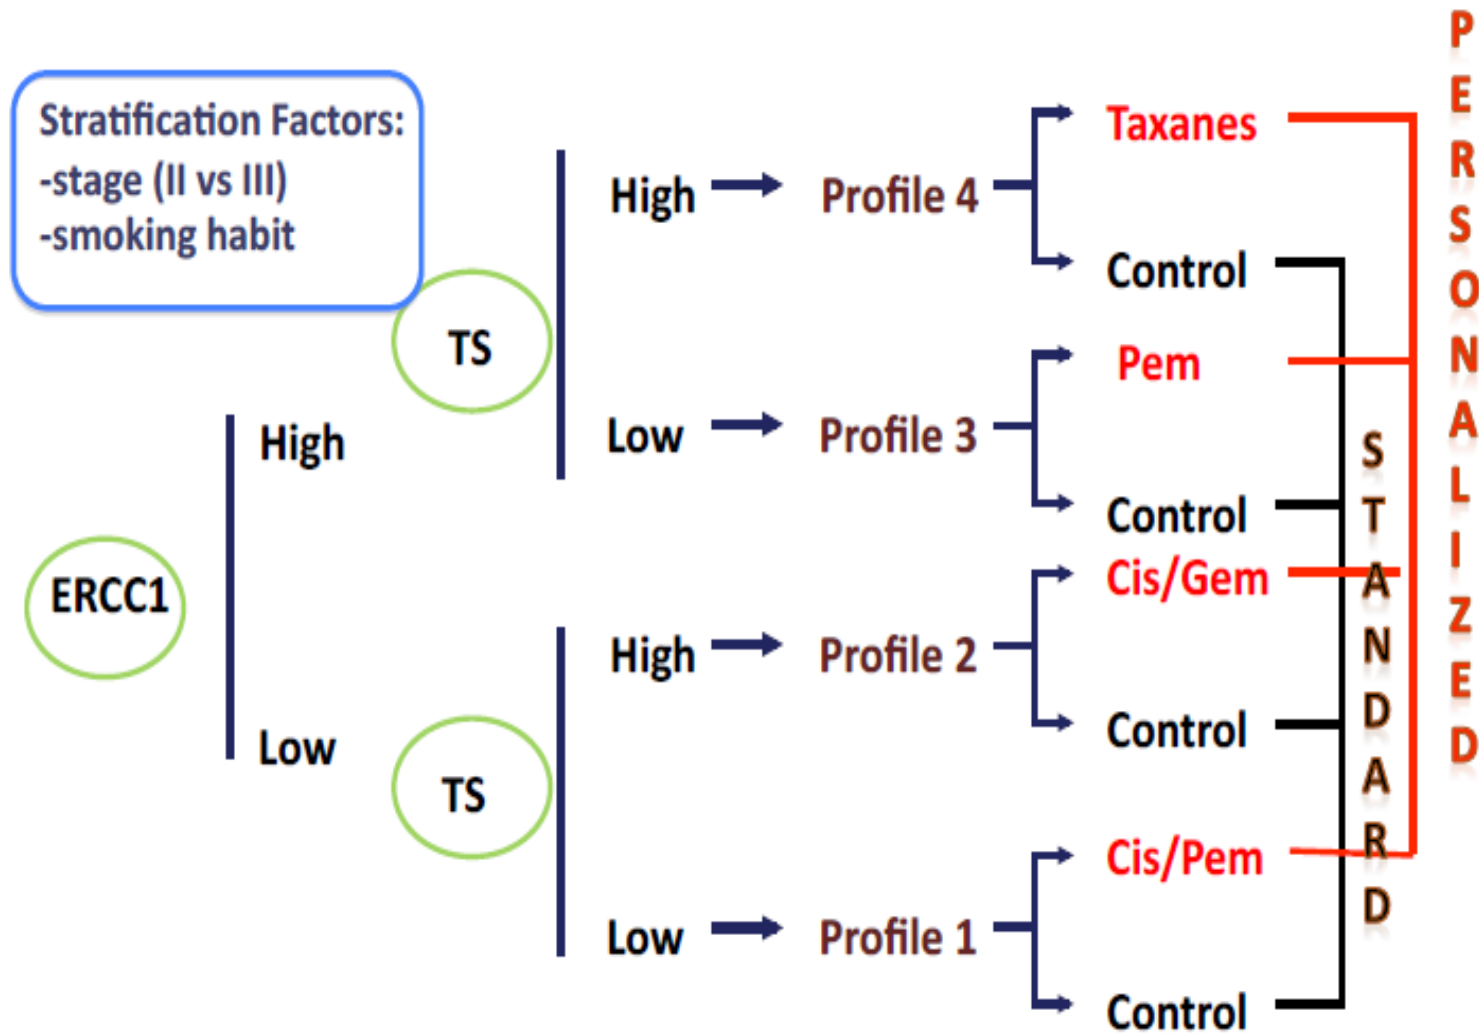 Stratification Factors:
-stage (II vs III)
-smoking habit
ERCC1
High
Low
TS
High
Low
TS
High
Low
Profile 4
Profile 3
Profile 2
Profile 1
Taxanes
Control
Pem
Control
Cis/Gem
Control
Cis/Pem
Control
STANDARD
PERSONALIZED